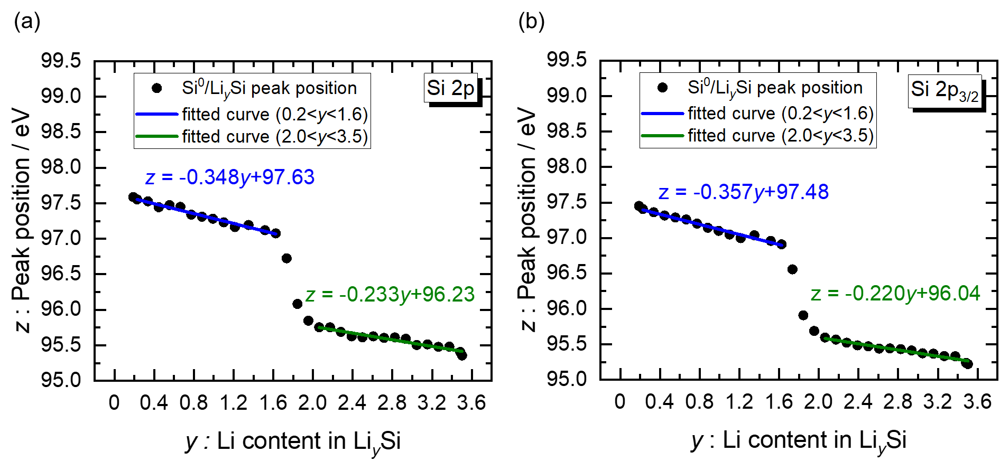 (a)
99.5
99.0
98.5
98.0
97.5
97.0
96.5
96.0
95.5
95.0
z : Peak position / eV
Si⁰/LiySi peak position
fitted curve (0.2<y<1.6)
fitted curve (2.0<y<3.5)
Si 2p
z = -0.348y+97.63
z = -0.233y+96.23
0 0.4 0.8 1.2 1.6 2.0 2.4 2.8 3.2 3.6
y : Li content in LiySi
(b)
99.5
99.0
98.5
98.0
97.5
97.0
96.5
96.0
95.5
95.0
z : Peak position / eV
Si⁰/LiySi peak position
fitted curve (0.2<y<1.6)
fitted curve (2.0<y<3.5)
Si 2p3/2
z = -0.357y+97.48
z = -0.220y+96.04
0 0.4 0.8 1.2 1.6 2.0 2.4 2.8 3.2 3.6
y : Li content in LiySi